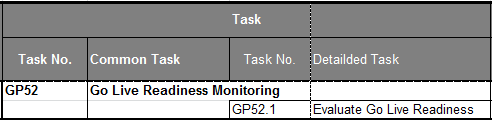 Task
Task No. Common Task Task No. Detailded Task
GP52 Go Live Readiness Monitoring
GP52.1 Evaluate Go Live Readiness